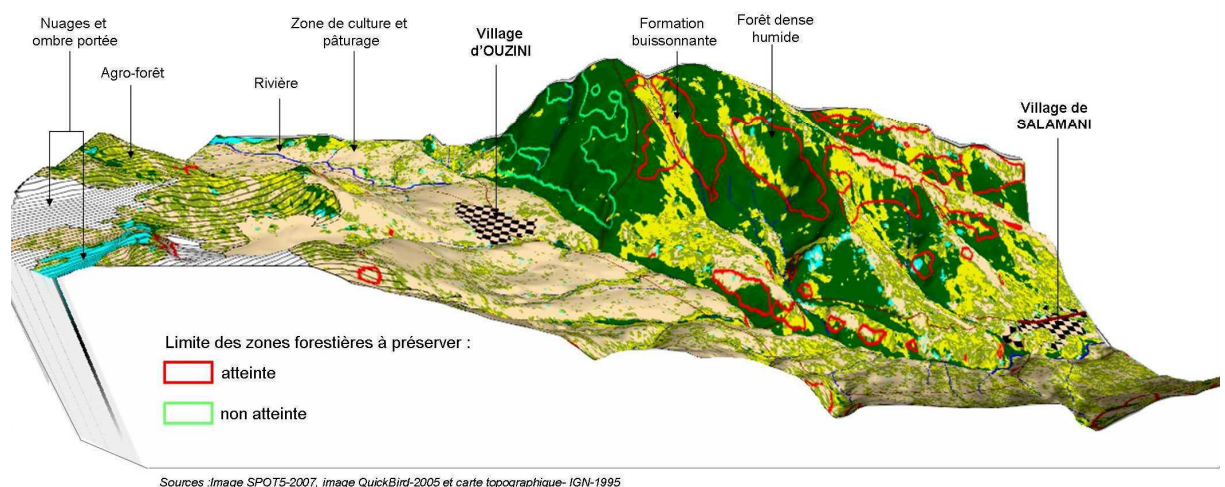 Nuages et
ombre portée
Agro-forêt
Rivière
Zone de culture et
pâturage
Village
d'OUZINI
Formation
buissonnante
Forêt dense
humide
Village de
SALAMANI
Limite des zones forestières à préserver :
atteinte
non atteinte
Sources :Image SPOT5-2007, image QuickBird-2005 et carte topographique- IGN-1995